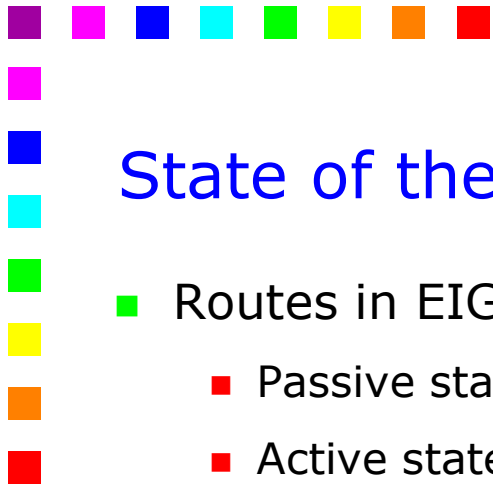 State of the
Routes in EIG
Passive sta
Active state